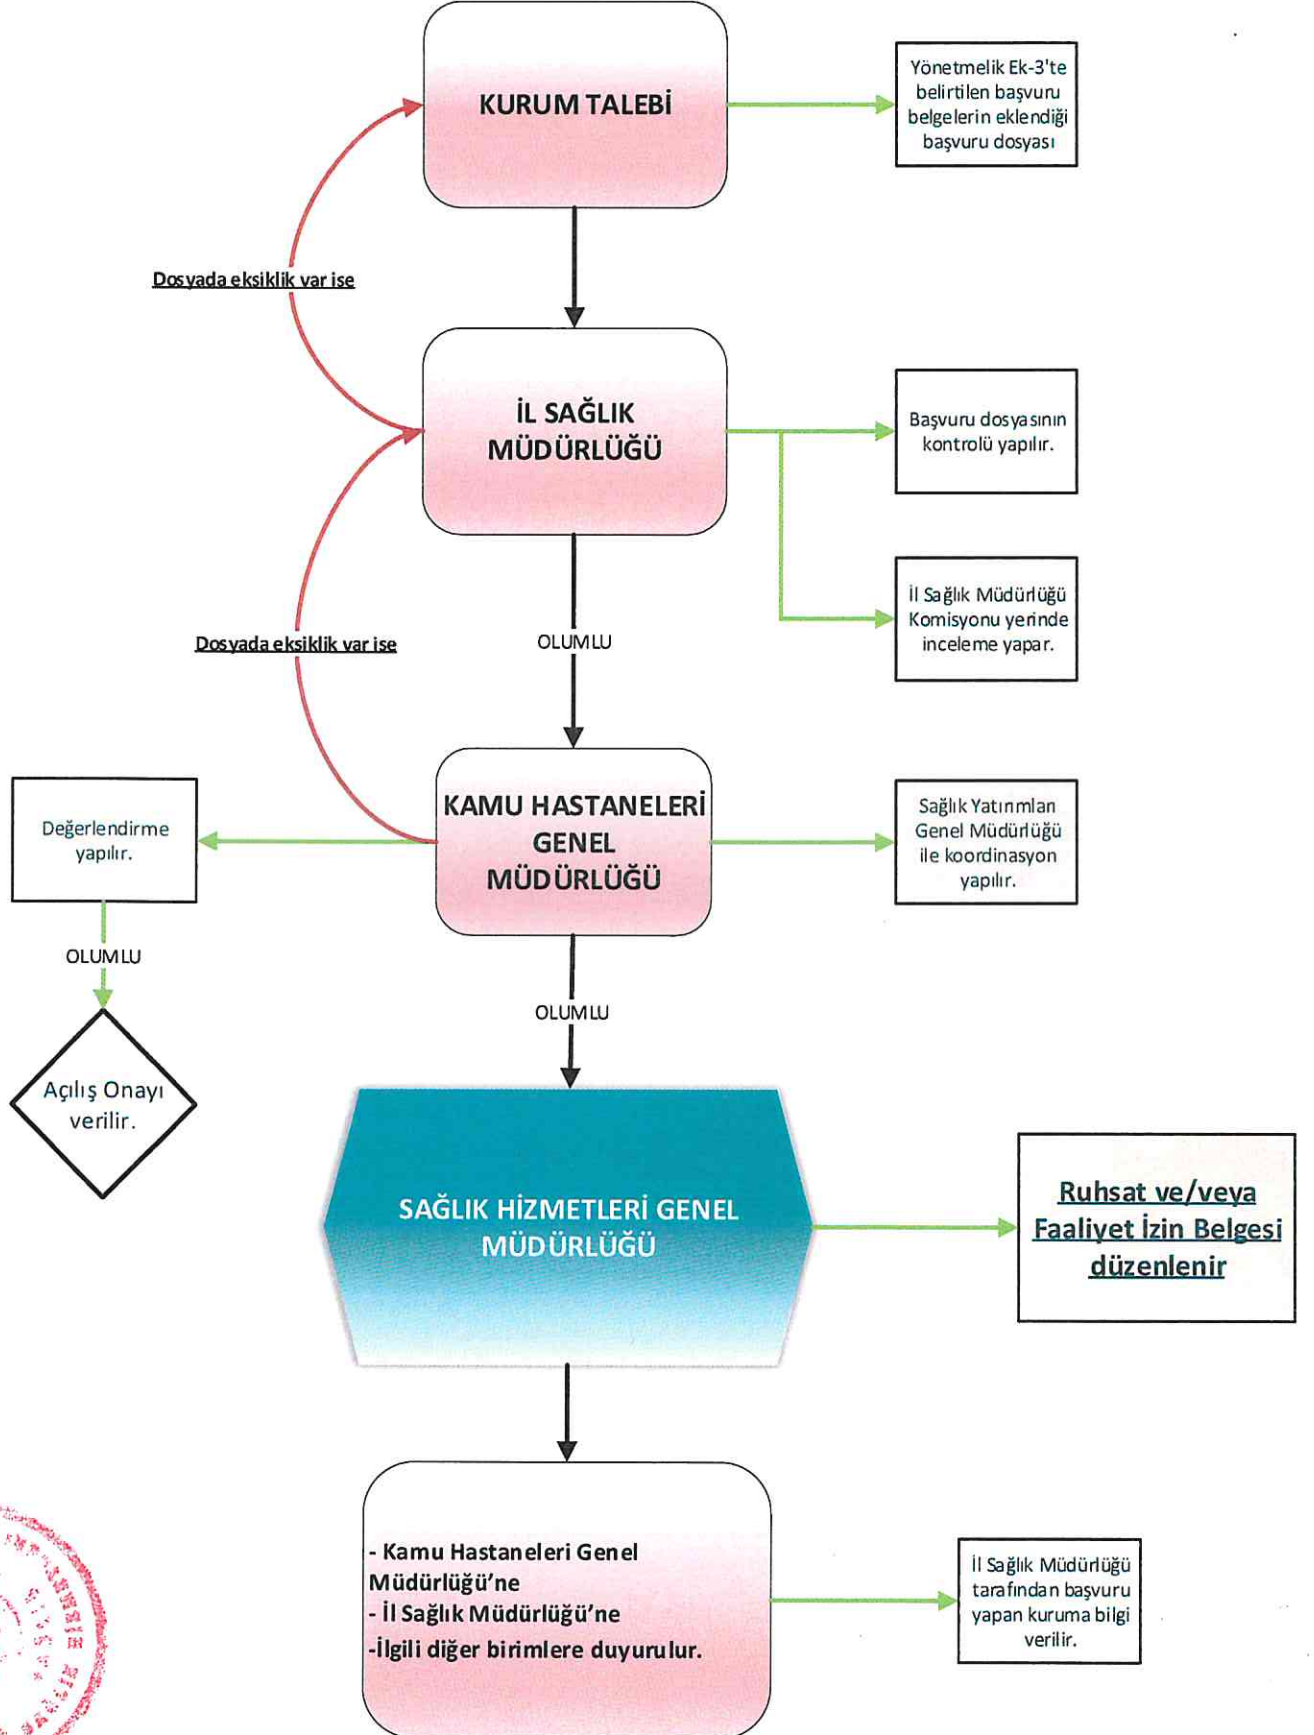 KURUM TALEBİ
Yönetmelik Ek-3'te
belirtilen başvuru
belgelerin eklendiği
başvuru dosyası
Dosyada eksiklik var ise
İL SAĞLIK
MÜDÜRLÜĞÜ
Başvuru dosyasının
kontrolü yapılır.
İl Sağlık Müdürlüğü
Komisyonu yerinde
inceleme yapar.
Dosyada eksiklik var ise
OLUMLU
KAMU HASTANELERİ
GENEL
MÜDÜRLÜĞÜ
Değerlendirme
yapılır.
Sağlık Yatırımları
Genel Müdürlüğü
ile koordinasyon
yapılır.
OLUMLU
OLUMLU
Açılış Onayı
verilir.
SAĞLIK HİZMETLERİ GENEL
MÜDÜRLÜĞÜ
Ruhsat ve/veya
Faaliyet İzin Belgesi
düzenlenir
- Kamu Hastaneleri Genel
Müdürlüğü’ne
- İl Sağlık Müdürlüğü’ne
-İlgili diğer birimlere duyurulur.
İl Sağlık Müdürlüğü
tarafından başvuru
yapan kuruma bilgi
verilir.